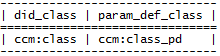 | did_class | param_def_class |
====================
| ccm:class | ccm:class_pd |